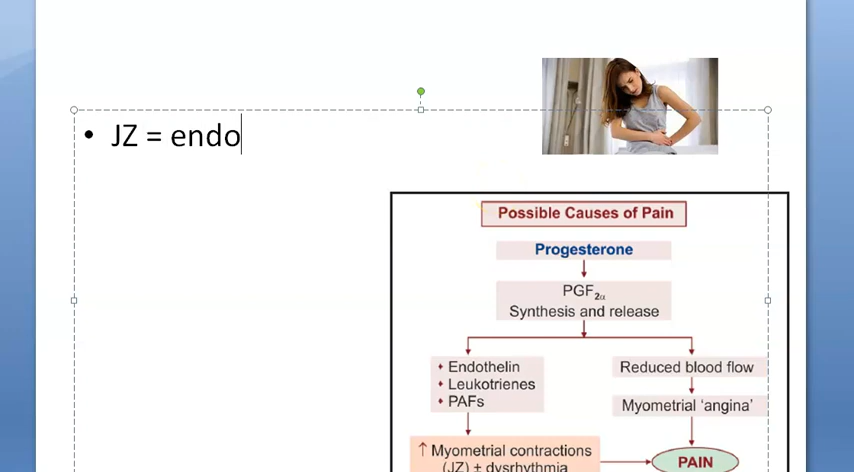 • JZ = endo
Possible Causes of Pain
Progesterone
PGF2α
Synthesis and release
♦ Endothelin
♦ Leukotrienes
♦ PAFs
Reduced blood flow
Myometrial ‘angina’
↑ Myometrial contractions
(JZ) ± dysrhythmia
PAIN